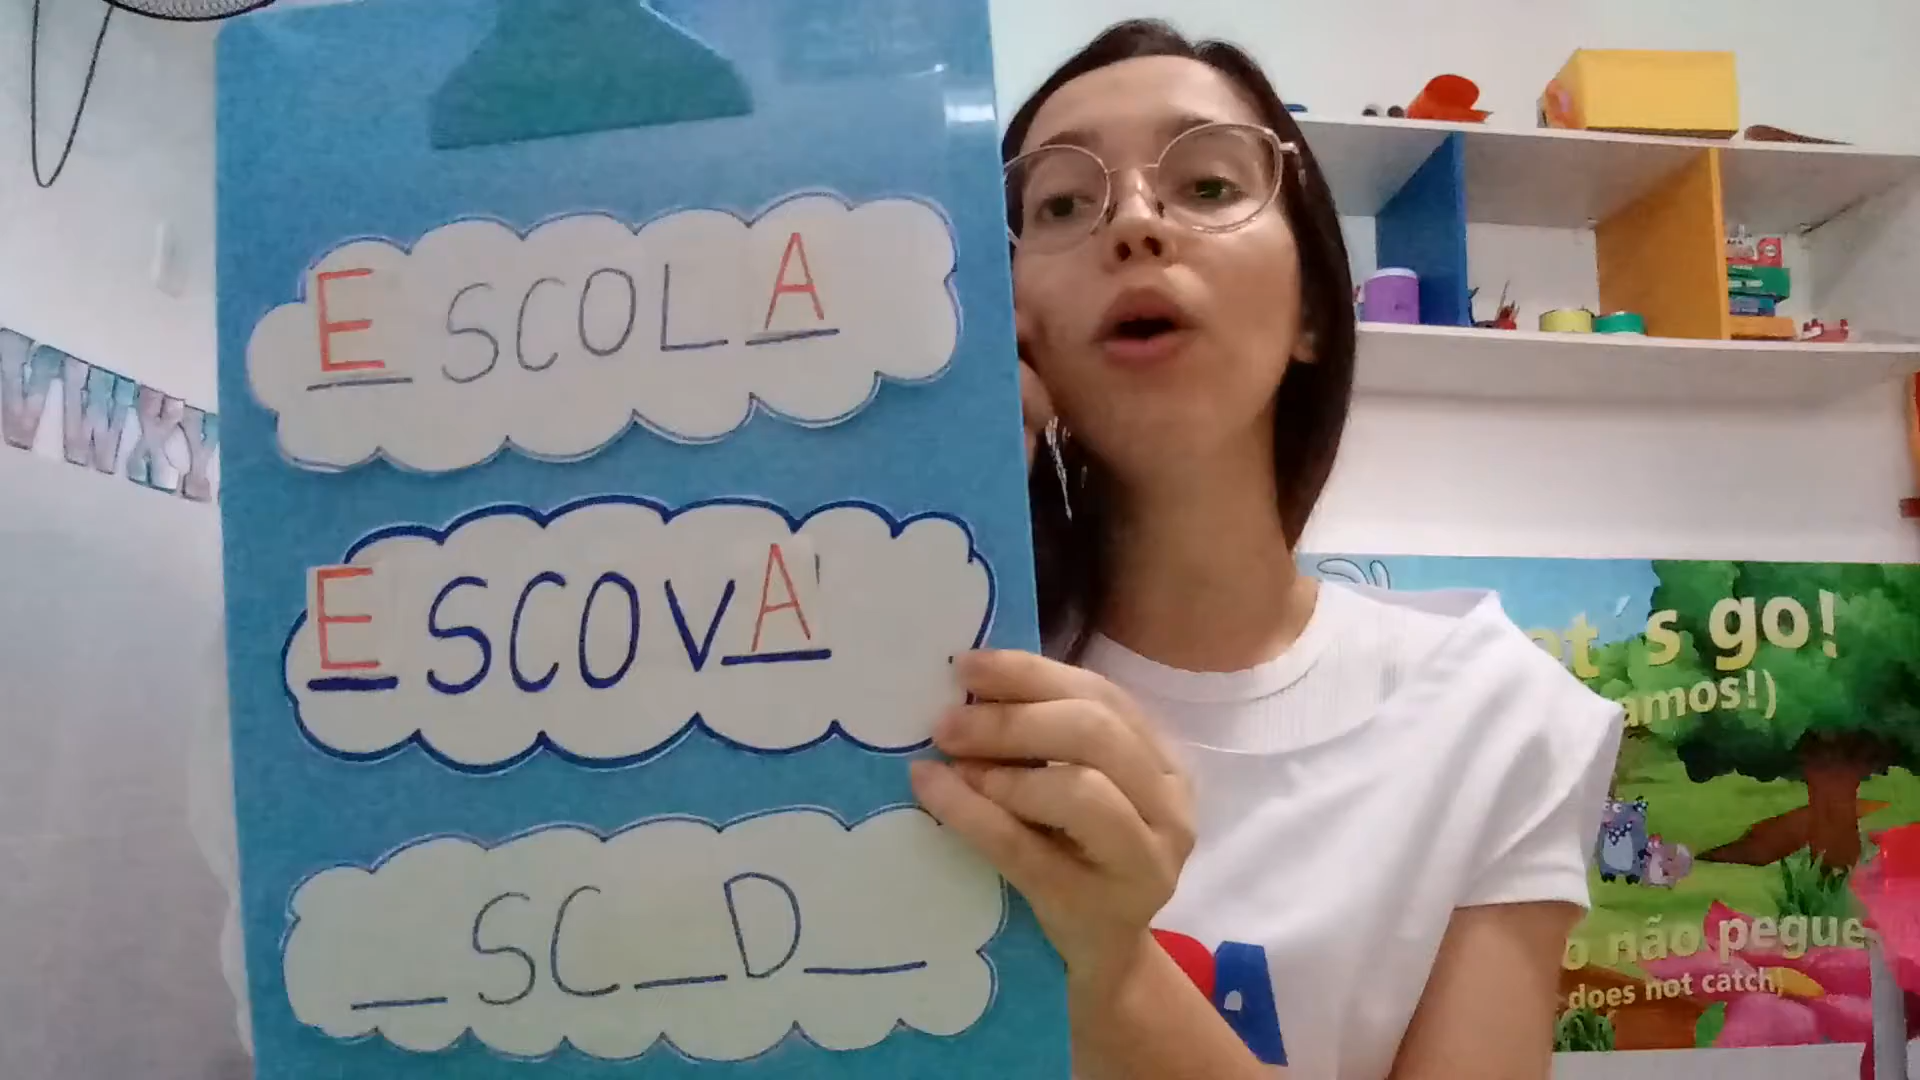 ESCOLA
ESCOVA
_SC_D_
VWXY
s go!
amos!)
o não pegue
does not catch,